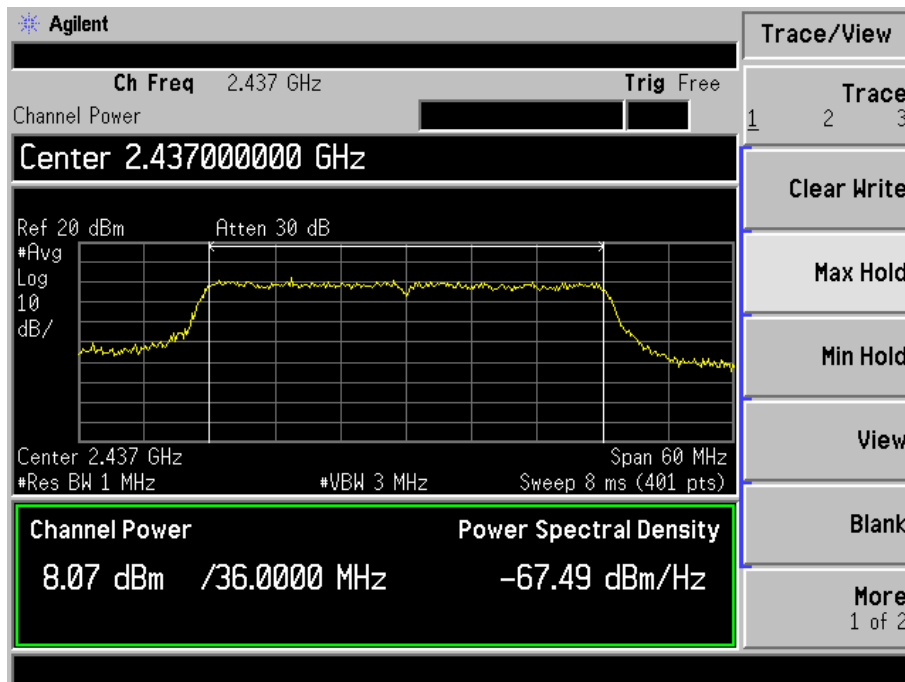 Agilent
Trace/View
Ch Freq 2.437 GHz
Trig Free
Channel Power
Trace
1 2 3
Center 2.437000000 GHz
Clear Write
Ref 20 dBm
Atten 30 dB
#Avg
Log
10
dB/
Max Hold
Min Hold
Center 2.437 GHz
Span 60 MHz
#Res BW 1 MHz
#VBW 3 MHz
Sweep 8 ms (401 pts)
View
Channel Power
Power Spectral Density
8.07 dBm /36.0000 MHz
-67.49 dBm/Hz
Blank
More
1 of 2